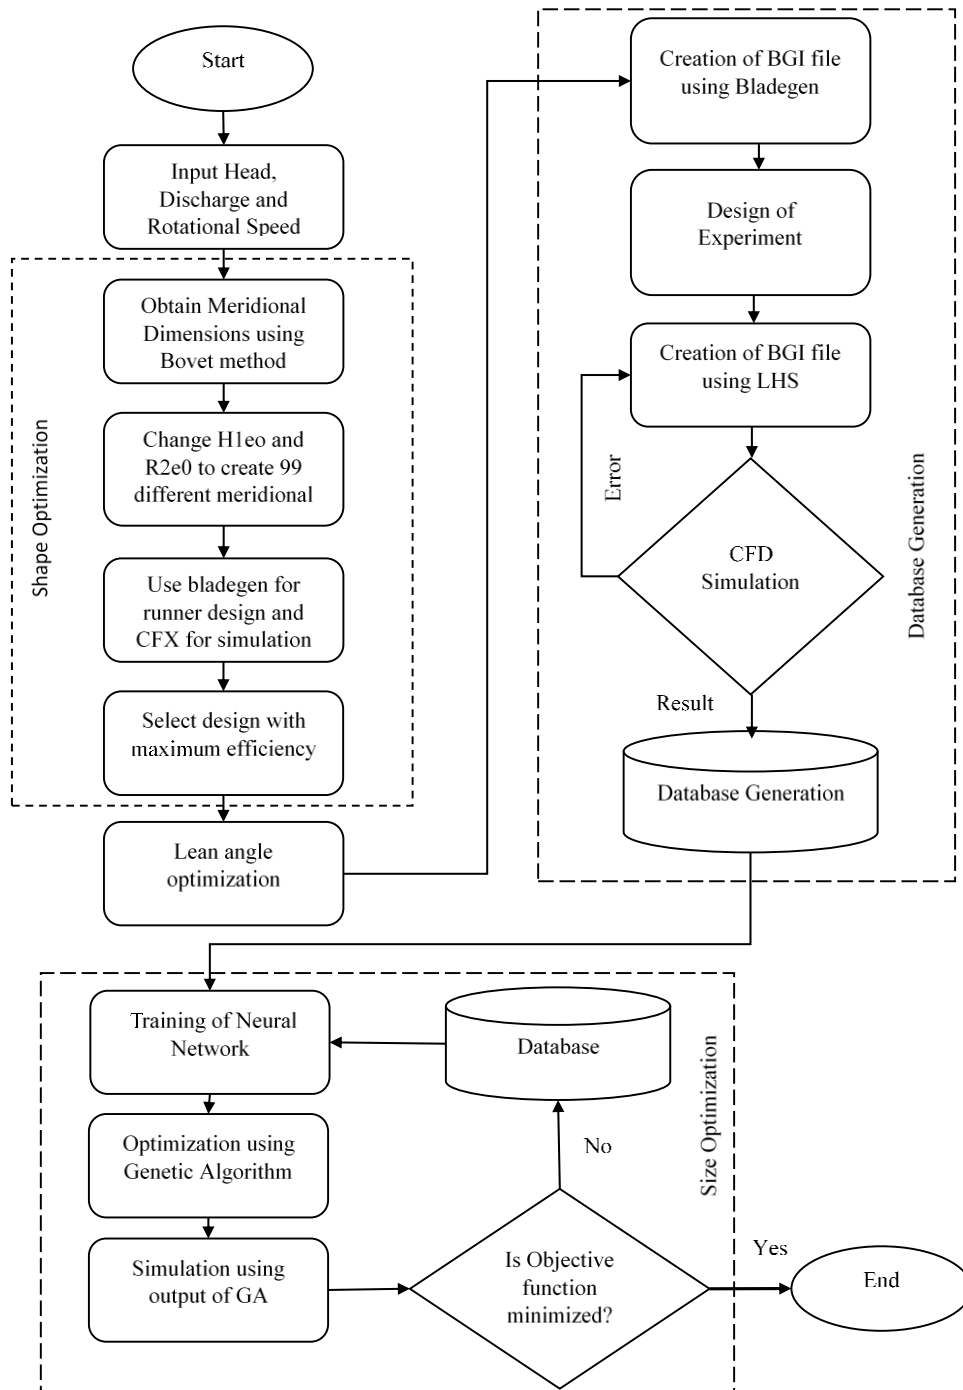 Start
Input Head,
Discharge and
Rotational Speed
Shape Optimization
Obtain Meridional
Dimensions using
Bovet method
Change H1eo and
R2e0 to create 99
different meridional
Use bladegen for
runner design and
CFX for simulation
Select design with
maximum efficiency
Lean angle
optimization
Creation of BGI file
using Bladegen
Design of
Experiment
Creation of BGI file
using LHS
Error
CFD
Simulation
Database Generation
Result
Database Generation
Training of Neural
Network
Database
Size Optimization
Optimization using
Genetic Algorithm
No
Simulation using
output of GA
Is Objective
function
minimized?
Yes
End